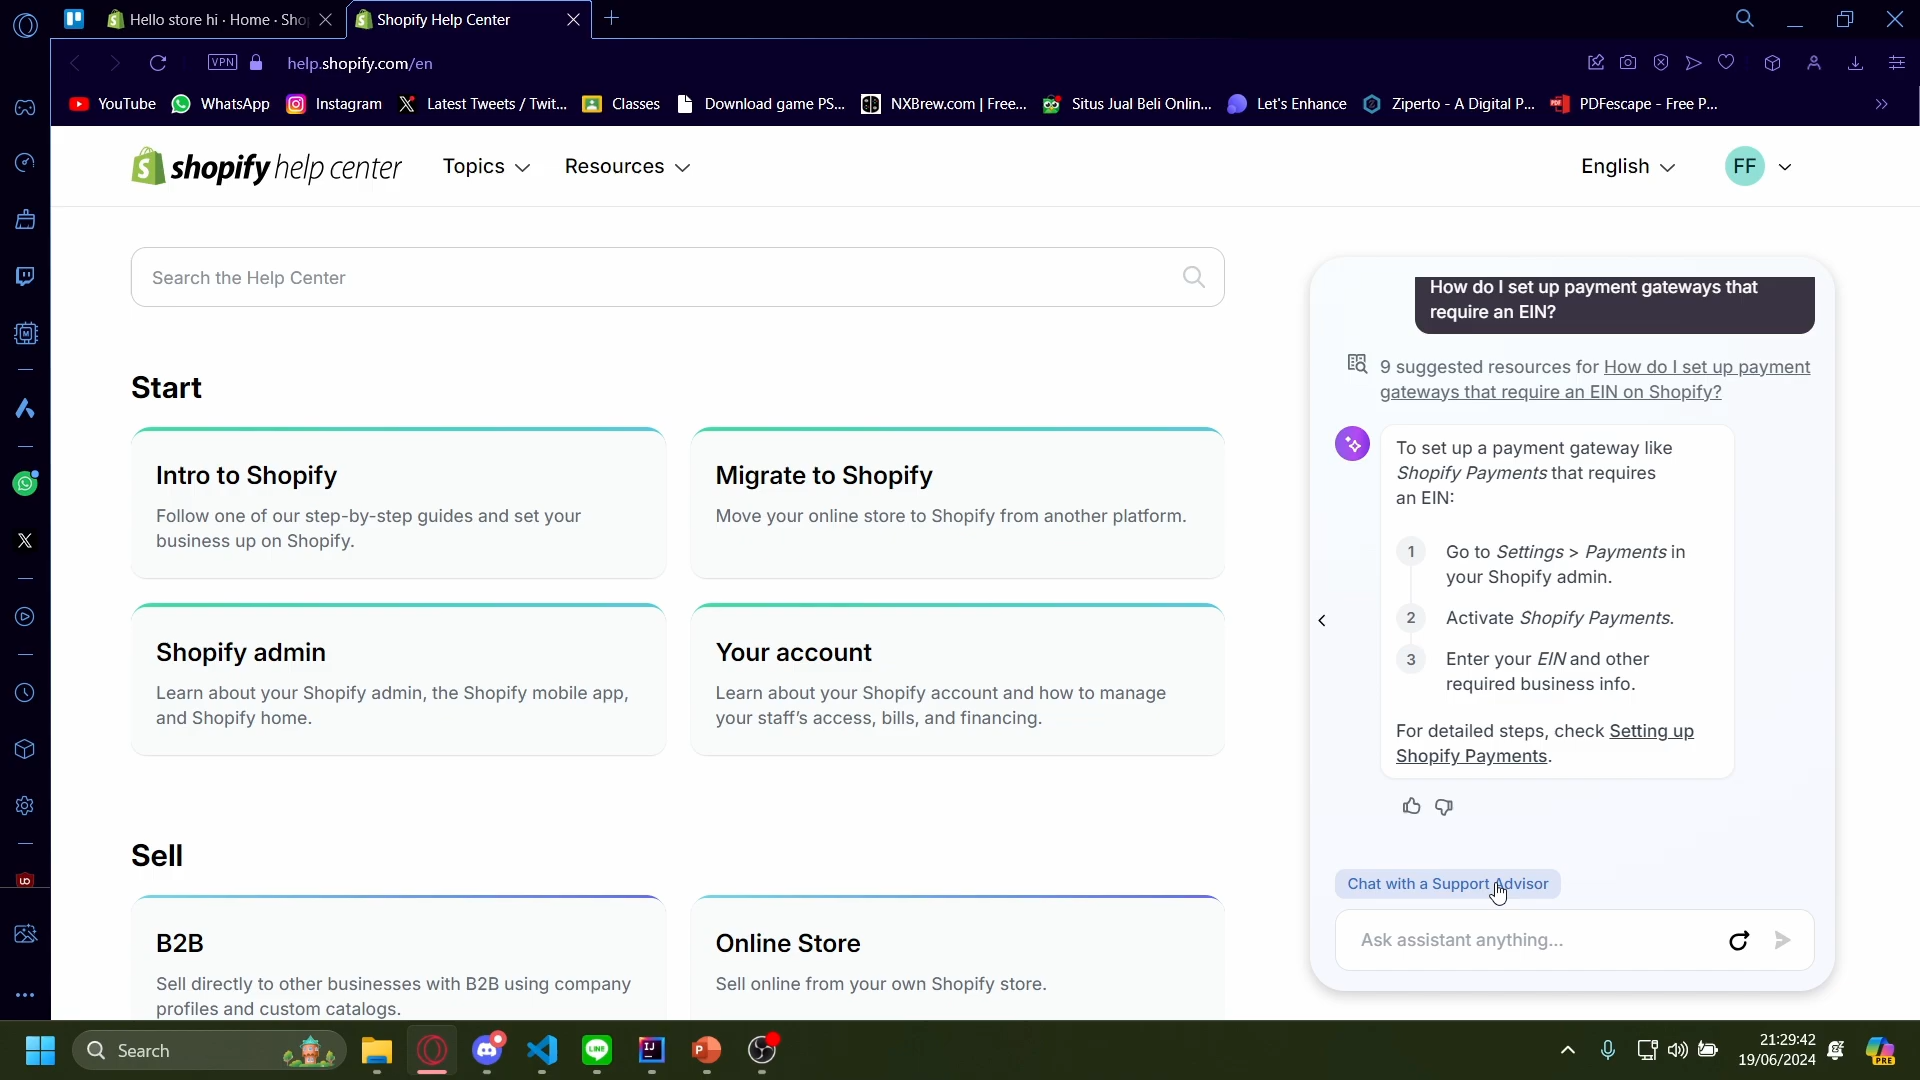 Hello store hi · Home · Sho
Shopify Help Center
VPN
help.shopify.com/en
YouTube
WhatsApp
Instagram
Latest Tweets / Twit...
Classes
Download game PS...
NXBrew.com | Free...
Situs Jual Beli Onlin...
Let's Enhance
Ziperto - A Digital P...
PDFescape - Free P...
shopify help center
Topics
Resources
English
FF
Search the Help Center
Start
Intro to Shopify
Follow one of our step-by-step guides and set your
business up on Shopify.
Migrate to Shopify
Move your online store to Shopify from another platform.
Shopify admin
Learn about your Shopify admin, the Shopify mobile app,
and Shopify home.
Your account
Learn about your Shopify account and how to manage
your staff's access, bills, and financing.
Sell
B2B
Sell directly to other businesses with B2B using company
profiles and custom catalogs.
Online Store
Sell online from your own Shopify store.
How do I set up payment gateways that
require an EIN?
9 suggested resources for How do I set up payment
gateways that require an EIN on Shopify?
To set up a payment gateway like
Shopify Payments that requires
an EIN:
1 Go to Settings > Payments in
your Shopify admin.
2 Activate Shopify Payments.
3 Enter your EIN and other
required business info.
For detailed steps, check Setting up
Shopify Payments.
Chat with a Support Advisor
Ask assistant anything...
Search
21:29:42
19/06/2024